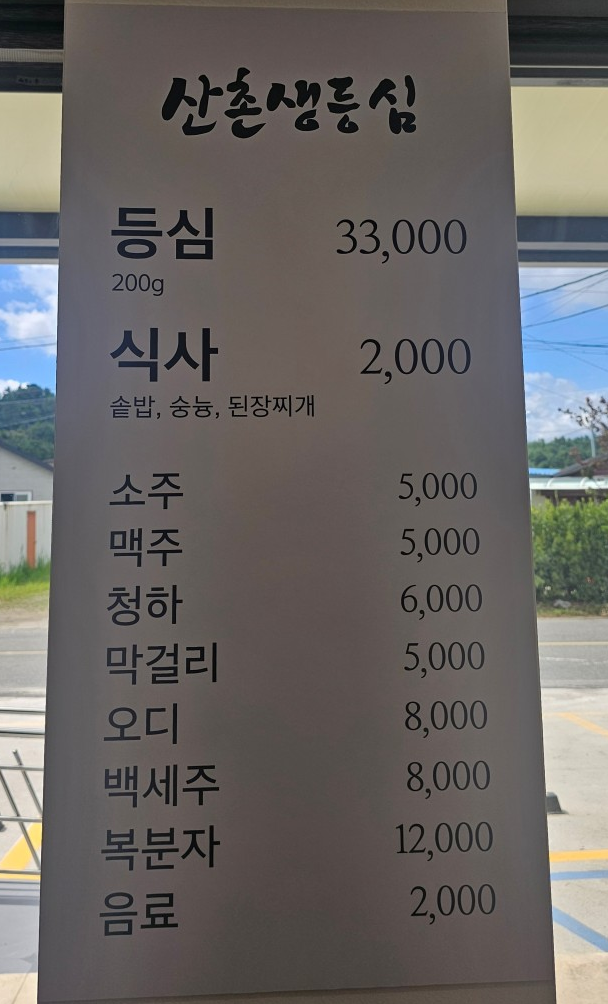 산촌생등심
등심 33,000
200g
식사 2,000
솥밥, 숭늉, 된장찌개
소주 5,000
맥주 5,000
청하 6,000
막걸리 5,000
오디 8,000
백세주 8,000
복분자 12,000
음료 2,000